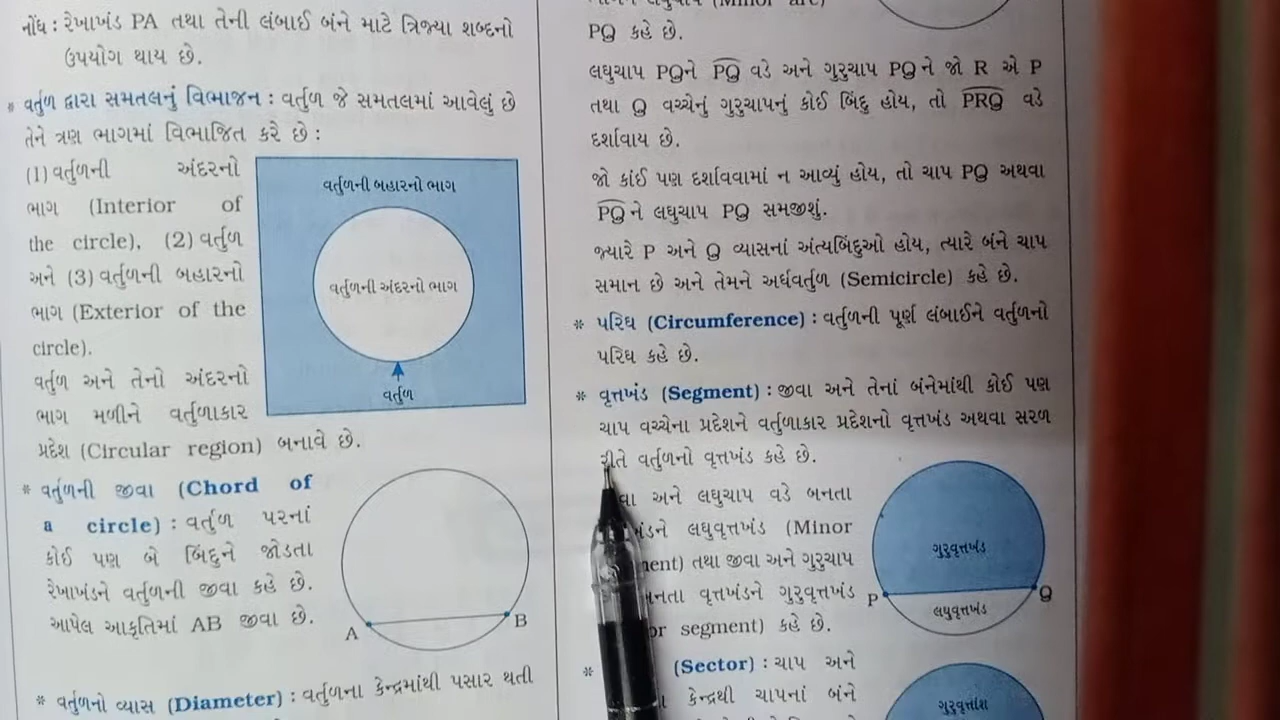 નોંધ : રેખાખંડ PA તથા તેની લંબાઈ બંને માટે ત્રિજ્યા શબ્દનો
ઉપયોગ થાય છે.
* વર્તુળ દ્વારા સમતલનું વિભાજન : વર્તુળ જે સમતલમાં આવેલું છે
તેને ત્રણ ભાગમાં વિભાજિત કરે છે :
(1) વર્તુળની અંદરનો
ભાગ (Interior of
the circle), (2) વર્તુળ
અને (3) વર્તુળની બહારનો
ભાગ (Exterior of the
circle).
વર્તુળ અને તેનો અંદરનો
ભાગ મળીને વર્તુળાકાર
પ્રદેશ (Circular region) બનાવે છે.
વર્તુળની બહારનો ભાગ
વર્તુળની અંદરનો ભાગ
વર્તુળ
* વર્તુળની જીવા (Chord of
a circle) : વર્તુળ પરનાં
કોઈ પણ બે બિંદુને જોડતા
રેખાખંડને વર્તુળની જીવા કહે છે.
આપેલ આકૃતિમાં AB જીવા છે.
A
B
* વર્તુળનો વ્યાસ (Diameter) : વર્તુળના કેન્દ્રમાંથી પસાર થતી
(Minor arc)
PQ કહે છે.
લઘુચાપ PQને PQ વડે અને ગુરુચાપ PQને જો R એ P
તથા Q વચ્ચેનું ગુરુચાપનું કોઈ બિંદુ હોય, તો PRQ વડે
દર્શાવાય છે.
જો કાંઈ પણ દર્શાવવામાં ન આવ્યું હોય, તો ચાપ PQ અથવા
PQને લઘુચાપ PQ સમજીશું.
જ્યારે P અને Q વ્યાસનાં અંત્યબિંદુઓ હોય, ત્યારે બંને ચાપ
સમાન છે અને તેમને અર્ધવર્તુળ (Semicircle) કહે છે.
* પરિઘ (Circumference) : વર્તુળની પૂર્ણ લંબાઈને વર્તુળનો
પરિઘ કહે છે.
* વૃત્તખંડ (Segment) : જીવા અને તેનાં બંનેમાંથી કોઈ પણ
ચાપ વચ્ચેના પ્રદેશને વર્તુળાકાર પ્રદેશનો વૃત્તખંડ અથવા સરળ
રીતે વર્તુળનો વૃત્તખંડ કહે છે.
અને લઘુચાપ વડે બનતા
લઘુવૃત્તખંડ (Minor
તથા જીવા અને ગુરુચાપ
વૃત્તખંડને ગુરુવૃત્તખંડ
segment) કહે છે.
ગુરુવૃત્તખંડ
P
Q
લઘુવૃત્તખંડ
* (Sector) : ચાપ અને
કેન્દ્રથી ચાપનાં બંને
ગુરુવૃત્તાંશ